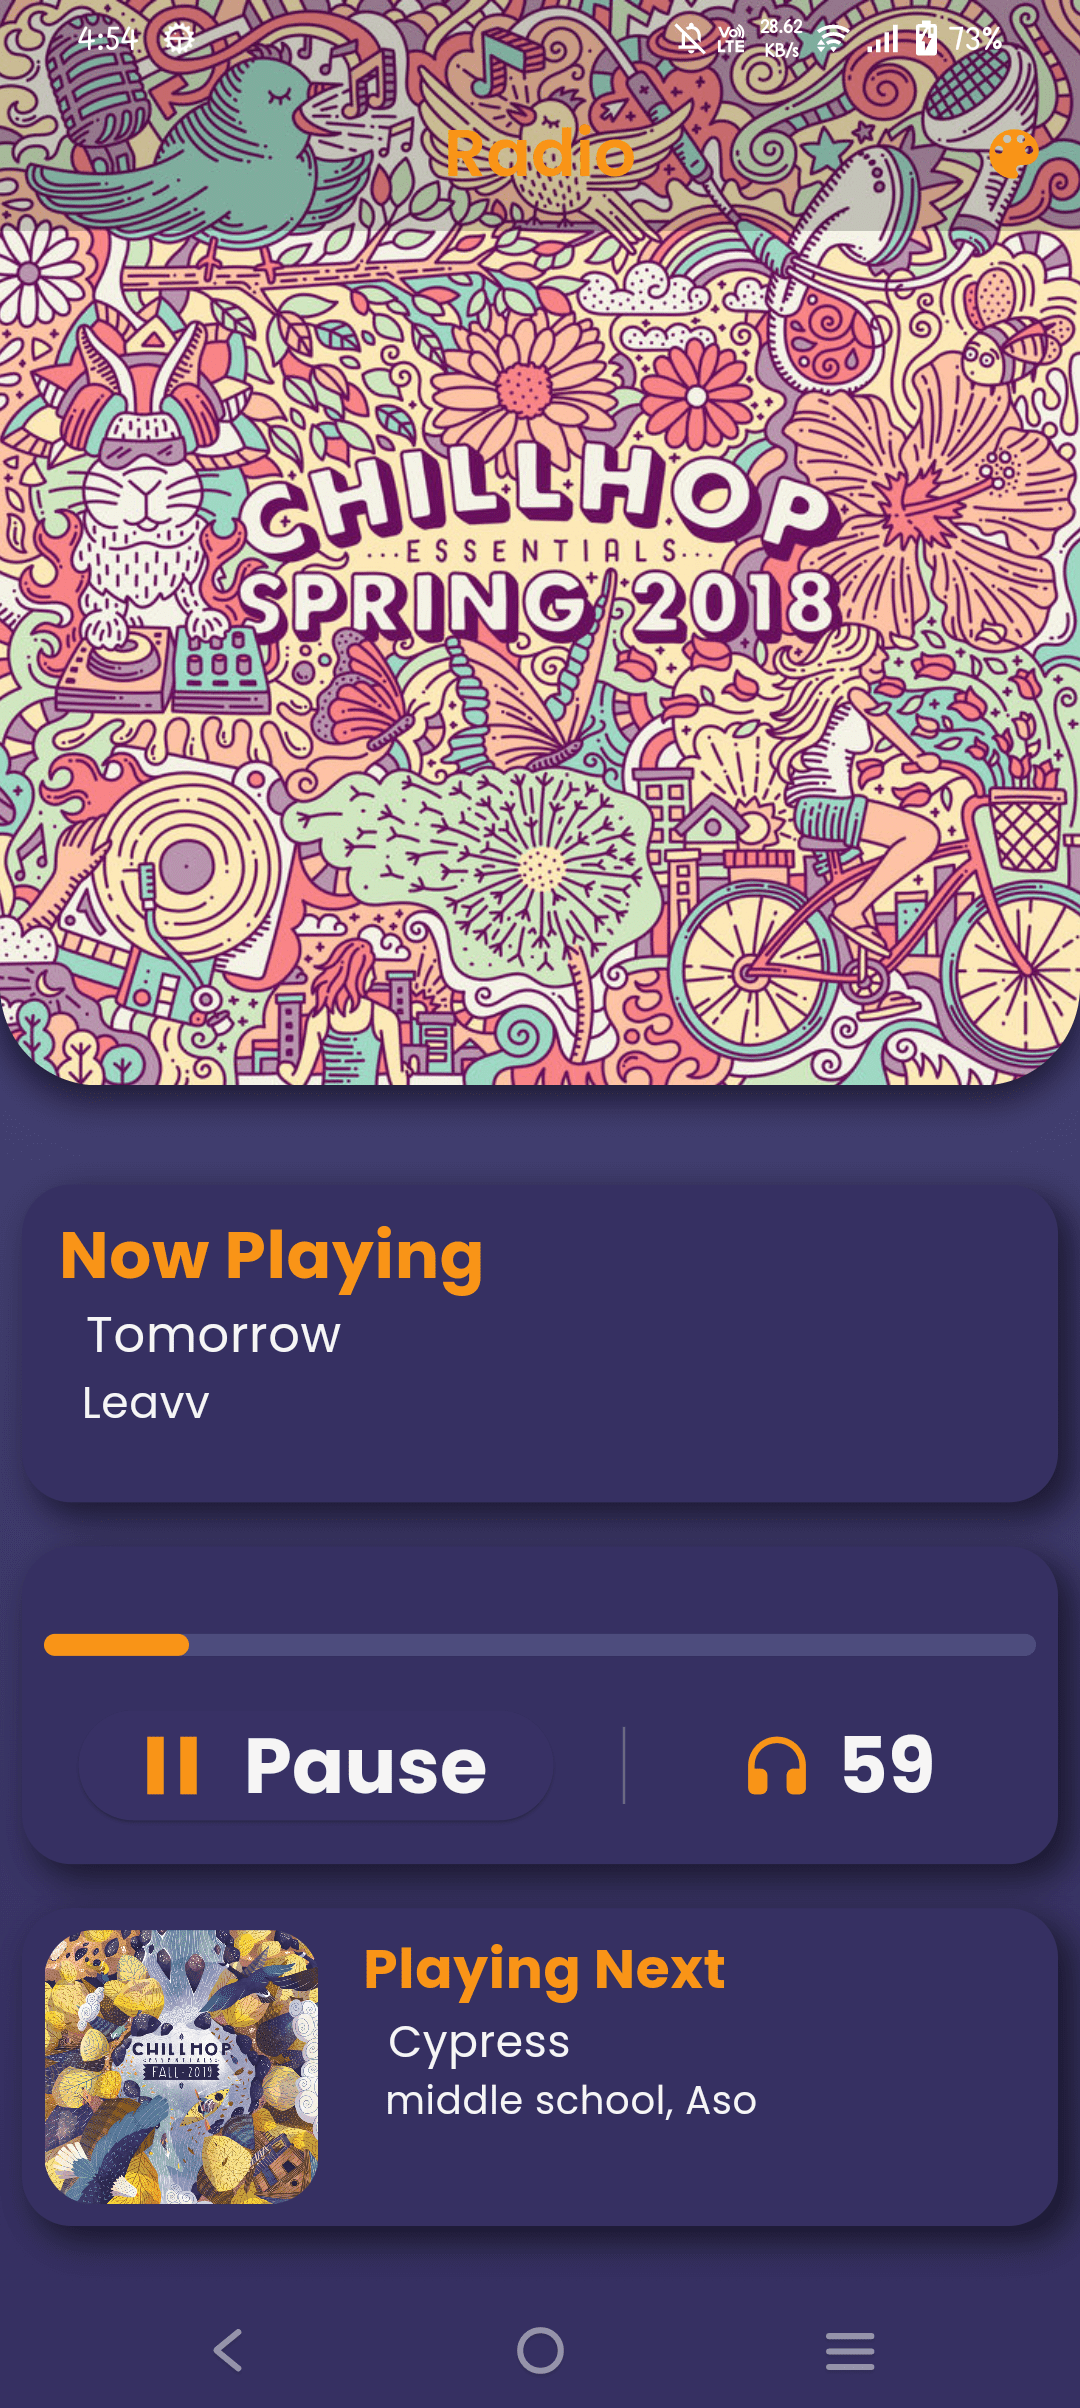 4:54
Vo)) LTE
28.62 KB/s
73%
Radio
CHILLHOP
···ESSENTIALS···
SPRING 2018
Now Playing
Tomorrow
Leavv
Pause
59
CHILLHOP
ESSENTIALS
FALL·2019
Playing Next
Cypress
middle school, Aso